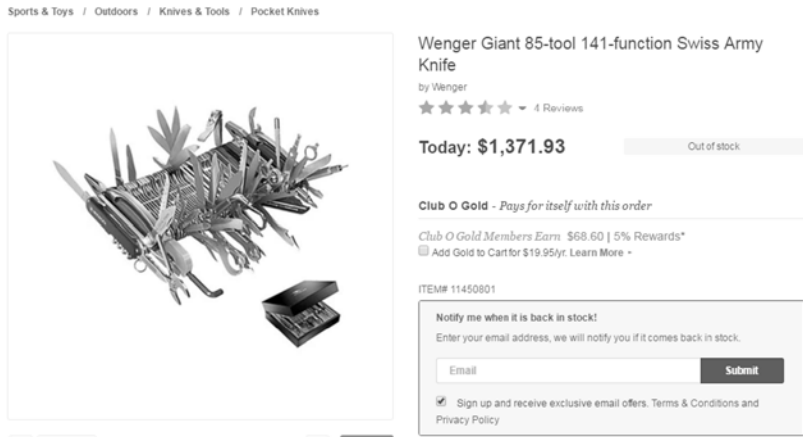 Sports & Toys / Outdoors / Knives & Tools / Pocket Knives
Wenger Giant 85-tool 141-function Swiss Army
Knife
by Wenger
4 Reviews
Today: $1,371.93
Out of stock
Club O Gold - Pays for itself with this order
Club O Gold Members Earn $68.60 | 5% Rewards*
Add Gold to Cart for $19.95/yr. Learn More
ITEM# 11450801
Notify me when it is back in stock!
Enter your email address, we will notify you if it comes back in stock.
Email
Submit
Sign up and receive exclusive email offers. Terms & Conditions and
Privacy Policy